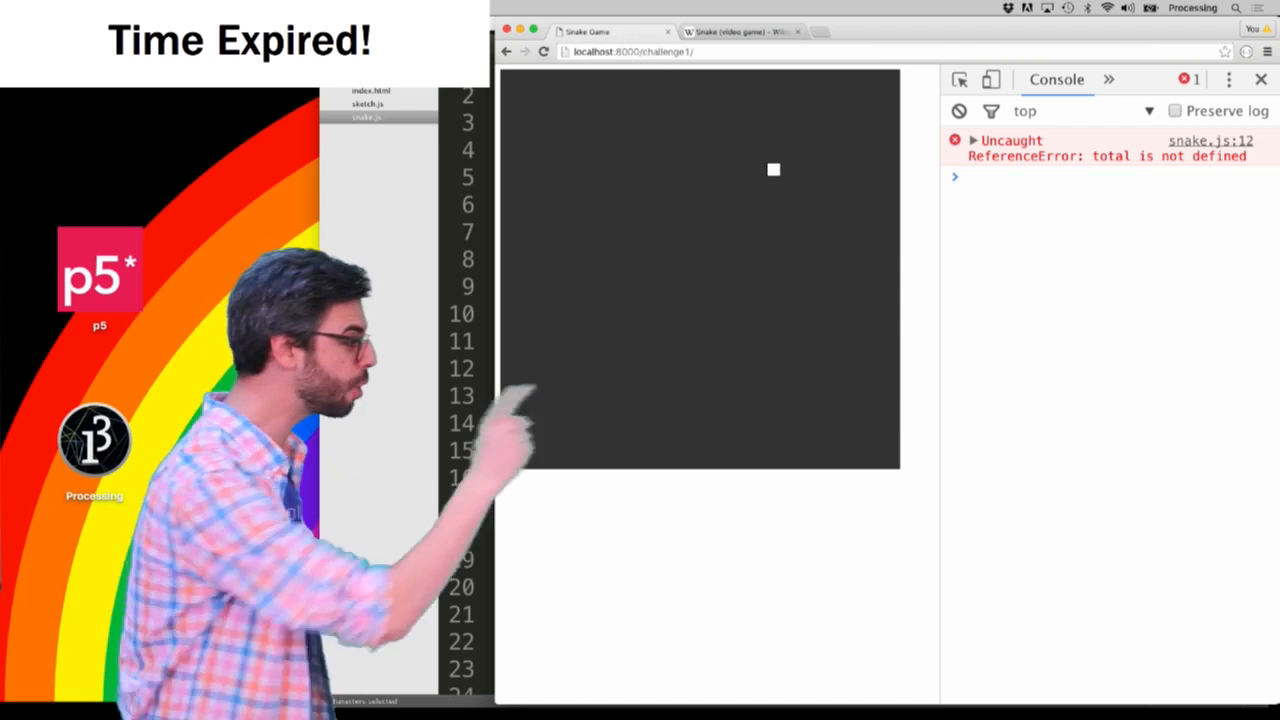 Time Expired!
Processing
Snake Game
Snake (video game) - Wiki
You
localhost:8000/challenge1/
index.html
sketch.js
snake.js
Console
1
top
Preserve log
Uncaught
snake.js:12
ReferenceError: total is not defined
2
3
4
5
6
7
8
9
10
11
12
13
14
15
20
21
22
23
24
p5*
p5
Processing
characters selected